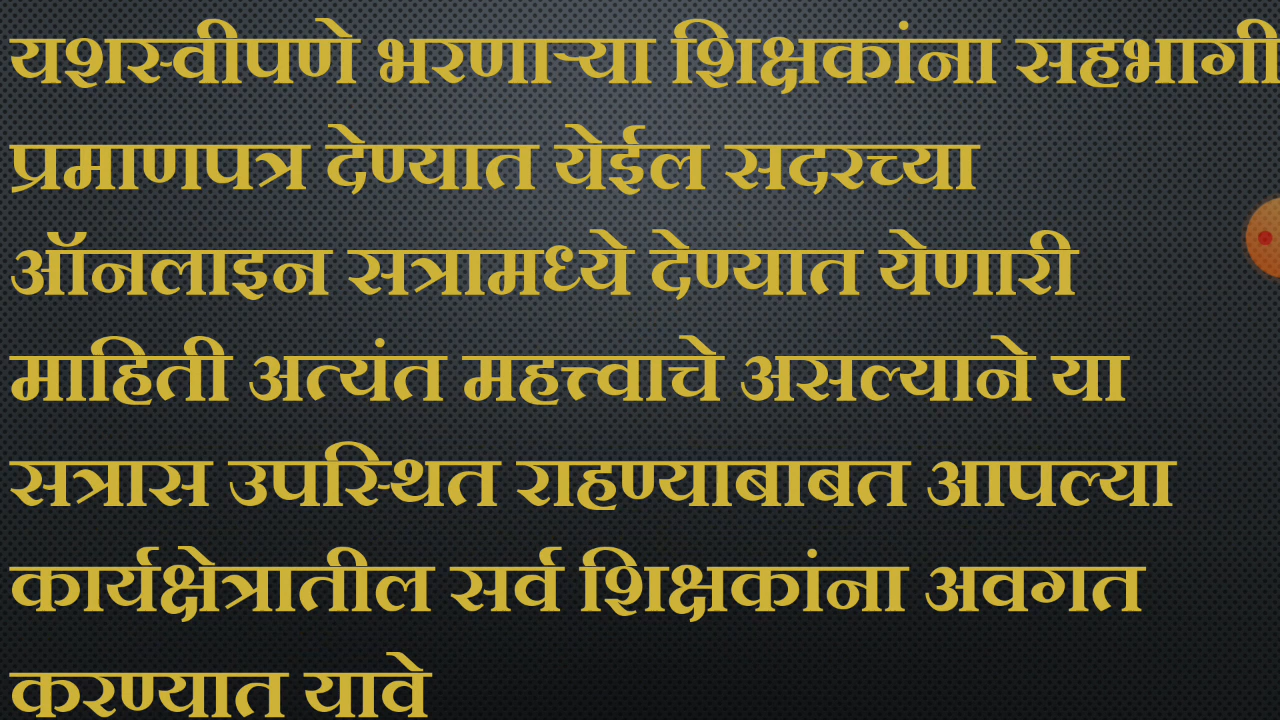 यशस्वीपणे भरणाऱ्या शिक्षकांना सहभागी
प्रमाणपत्र देण्यात येईल सदरच्या
ऑनलाइन सत्रामध्ये देण्यात येणारी
माहिती अत्यंत महत्त्वाचे असल्याने या
सत्रास उपस्थित राहण्याबाबत आपल्या
कार्यक्षेत्रातील सर्व शिक्षकांना अवगत
करण्यात यावे